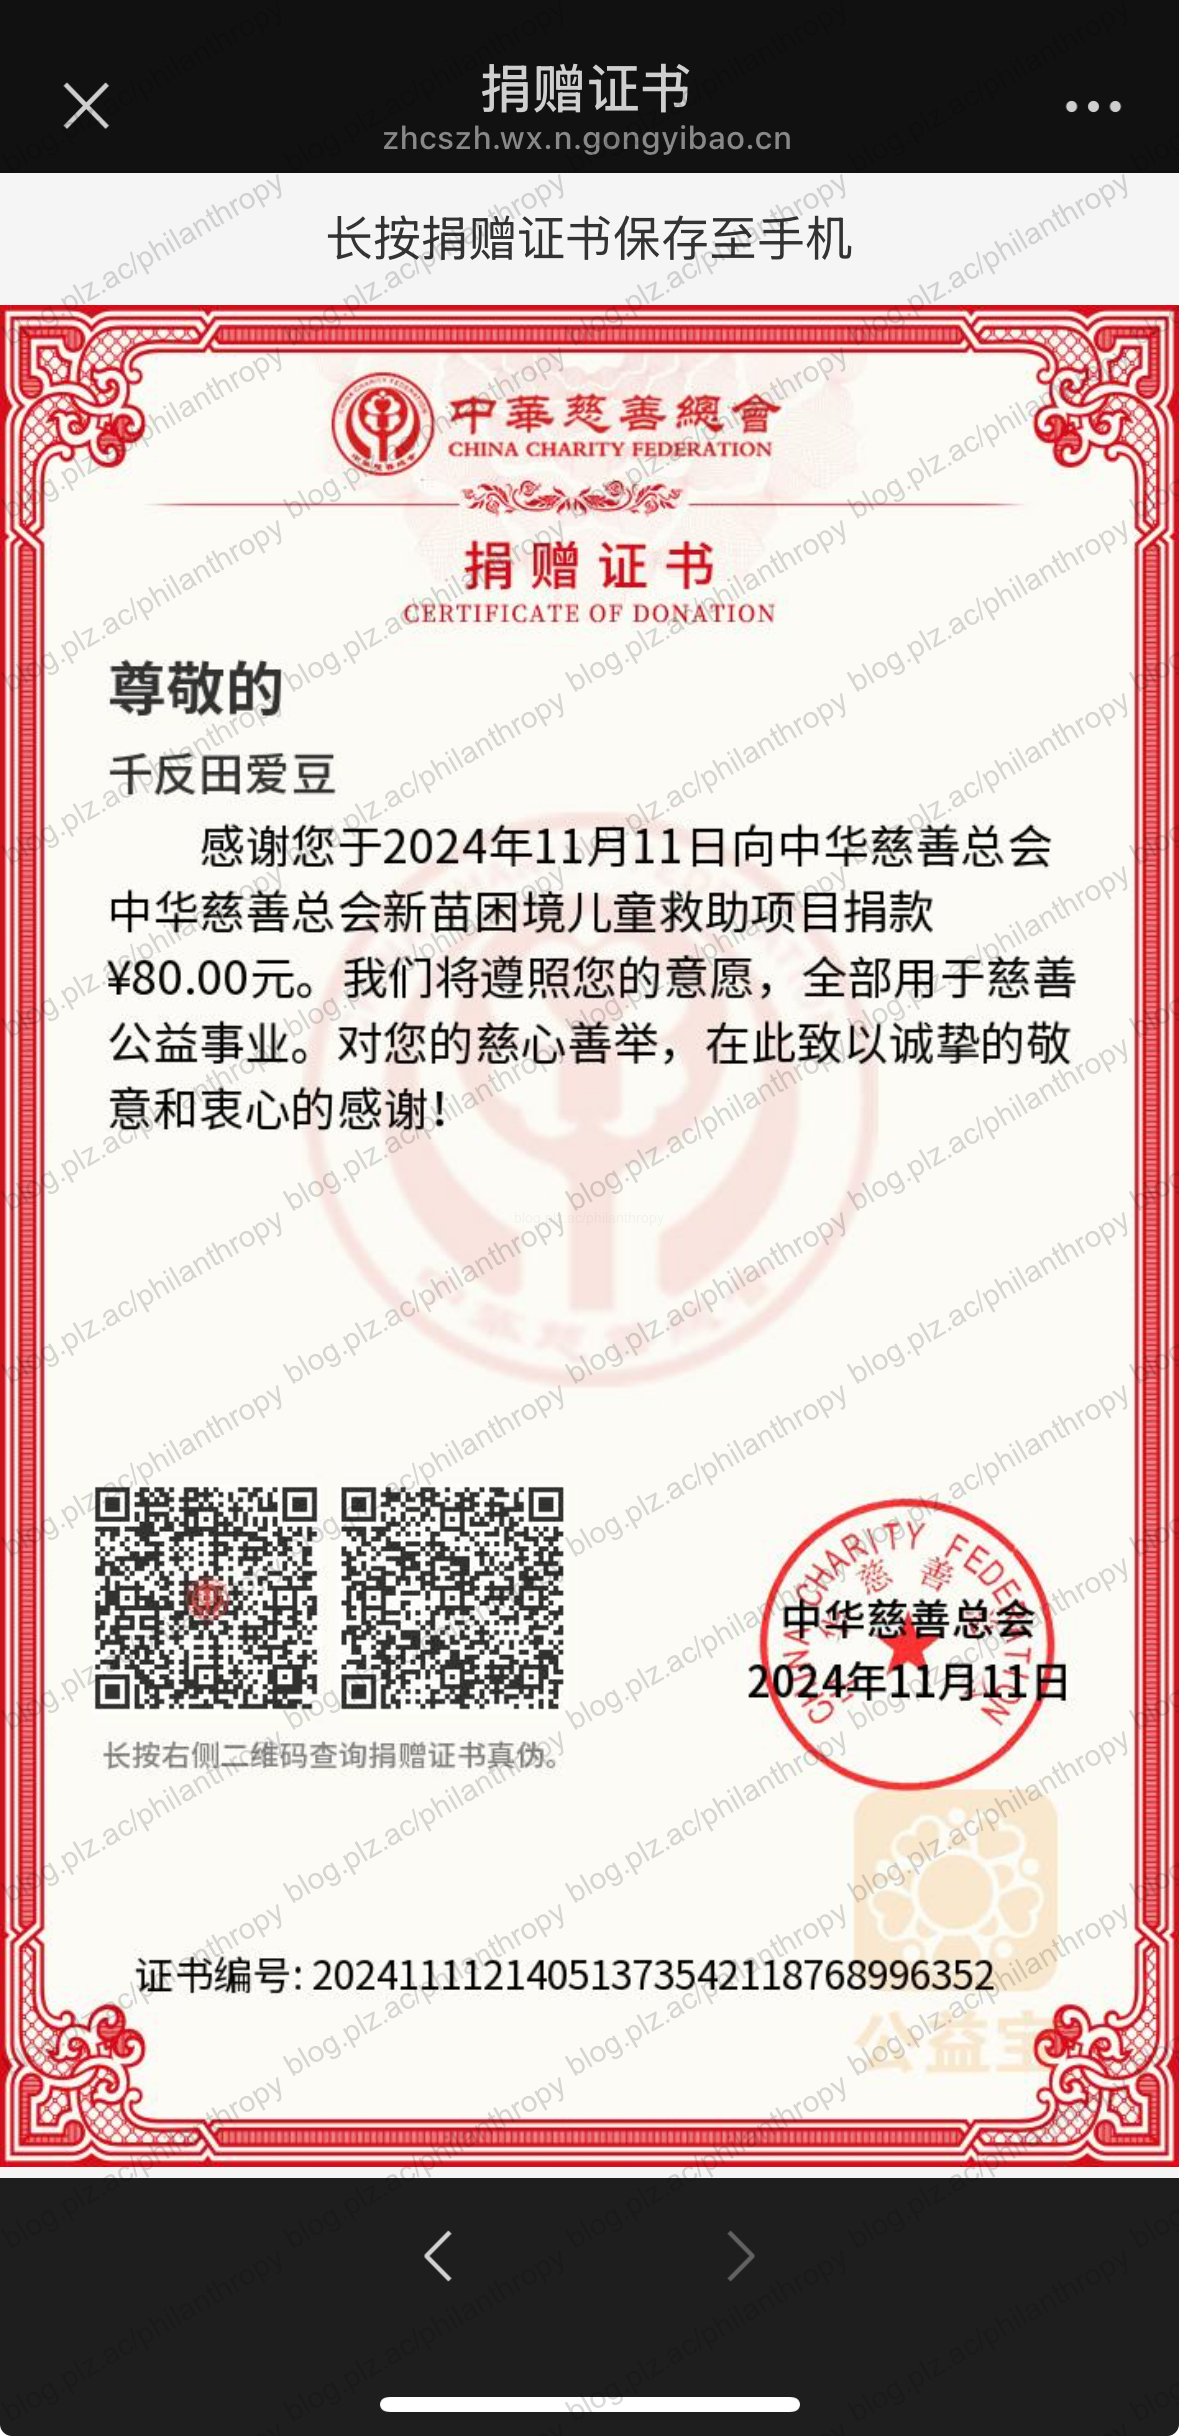 捐赠证书
zhcszh.wx.n.gongyibao.cn
长按捐赠证书保存至手机
中華慈善總會
CHINA CHARITY FEDERATION
捐赠证书
CERTIFICATE OF DONATION
尊敬的
千反田爱豆
感谢您于2024年11月11日向中华慈善总会
中华慈善总会新苗困境儿童救助项目捐款
¥80.00元。我们将遵照您的意愿，全部用于慈善
公益事业。对您的慈心善举，在此致以诚挚的敬
意和衷心的感谢！
CHINA CHARITY FEDERATION
中华慈善总会
2024年11月11日
长按右侧二维码查询捐赠证书真伪。
证书编号: 20241111214051373542118768996352
公益宝
blog.plz.ac/philanthropy